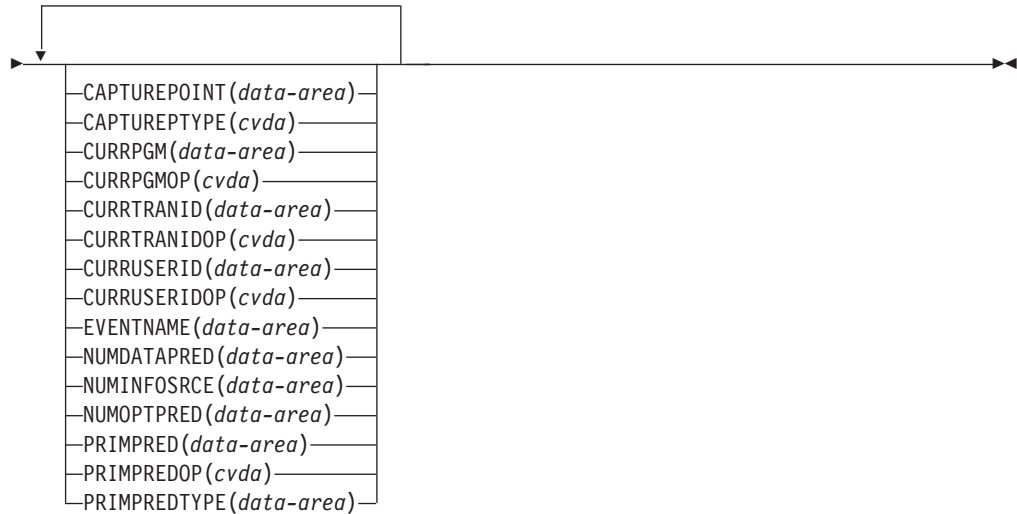 CAPTUREPOINT(data-area)
CAPTUREPTYPE(cvda)
CURRPGM(data-area)
CURRPGMOP(cvda)
CURRTRANID(data-area)
CURRTRANIDOP(cvda)
CURRUSERID(data-area)
CURRUSERIDOP(cvda)
EVENTNAME(data-area)
NUMDATAPRED(data-area)
NUMINFOSRCE(data-area)
NUMOPTPRED(data-area)
PRIMPRED(data-area)
PRIMPREDOP(cvda)
PRIMPREDTYPE(data-area)